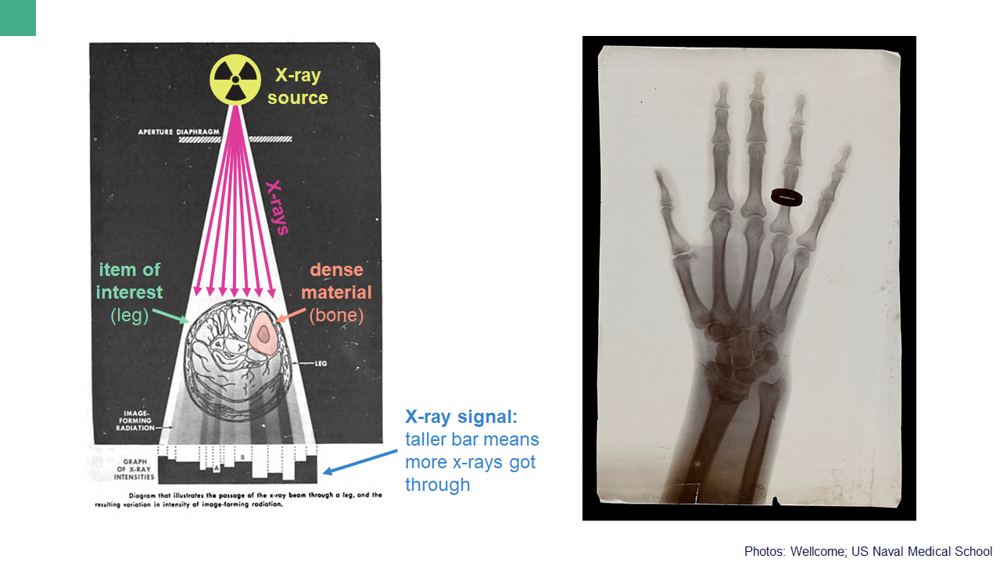 X-ray
source
APERTURE DIAPHRAGM
X-rays
item of
interest
(leg)
dense
material
(bone)
LEG
IMAGE-
FORMING
RADIATION
X-ray signal:
taller bar means
more x-rays got
through
GRAPH
OF X-RAY
INTENSITIES
A
B
Diagram that illustrates the passage of the x-ray beam through a leg, and the
resulting variation in intensity of image-forming radiation.
Photos: Wellcome; US Naval Medical School